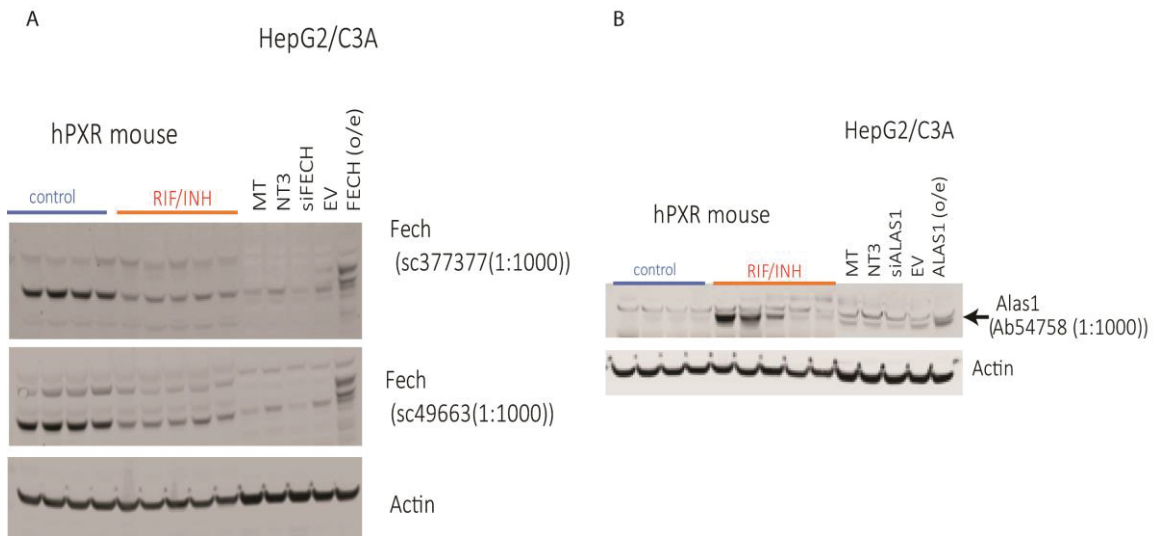 A
HepG2/C3A
hPXR mouse
control
RIF/INH
MT
NT3
siFECH
EV
FECH (o/e)
Fech
(sc377377(1:1000))
Fech
(sc49663(1:1000))
Actin
B
HepG2/C3A
hPXR mouse
control
RIF/INH
MT
NT3
siALAS1
EV
ALAS1 (o/e)
Alas1
(Ab54758 (1:1000))
Actin